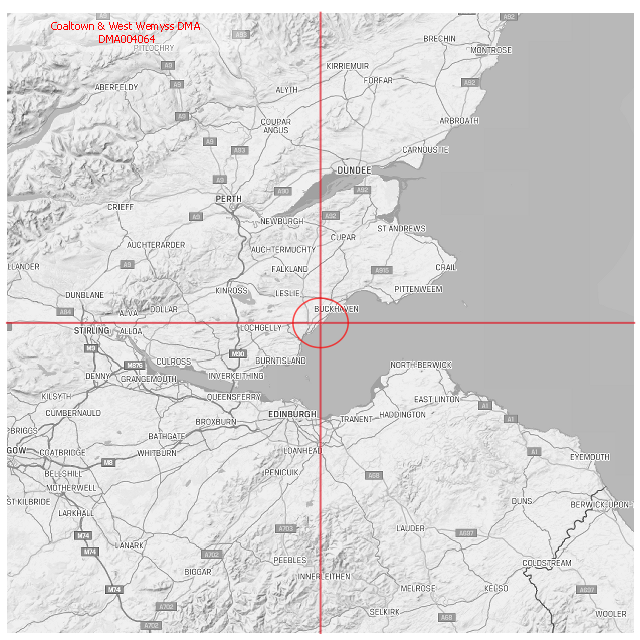 Coaltown & West Wemyss DMA
DMA004064
A92
A93
BRECHIN
MONTROSE
PITLOCHRY
A9
KIRRIEMUIR
FORFAR
A9
ABERFELDY
ALYTH
A92
A9
COUPAR
ANGUS
ARBROATH
A9
A93
CARNOUSTIE
DUNDEE
A9
A90
A92
PERTH
CRIEFF
A9
A92
NEWBURGH
ST ANDREWS
CUPAR
AUCHTERARDER
AUCHTERMUCHTY
A9
FALKLAND
A915
CRAIL
LLANDER
KINROSS
LESLIE
PITTENWEEM
DUNBLANE
DOLLAR
BUCKHAVEN
A84
ALVA
STIRLING
ALLOA
LOCHGELLY
M9
M90
CULROSS
BURNTISLAND
M876
NORTH BERWICK
DENNY
GRANGEMOUTH
INVERKEITHING
KILSYTH
QUEENSFERRY
EAST LINTON
A1
CUMBERNAULD
EDINBURGH
HADDINGTON
BROXBURN
TRANENT
A1
BRIGGS
BATHGATE
GOW
COATBRIDGE
WHITBURN
LOANHEAD
A1
EYEMOUTH
M8
BELLSHILL
PENICUIK
A68
MOTHERWELL
ST KILBRIDE
DUNS
BERWICK-UPON-
LARKHALL
A703
LAUDER
A697
M74
LANARK
M74
A702
PEEBLES
COLDSTREAM
BIGGAR
INNERLEITHEN
M74
MELROSE
KELSO
A697
A702
SELKIRK
A68
WOOLER
A702